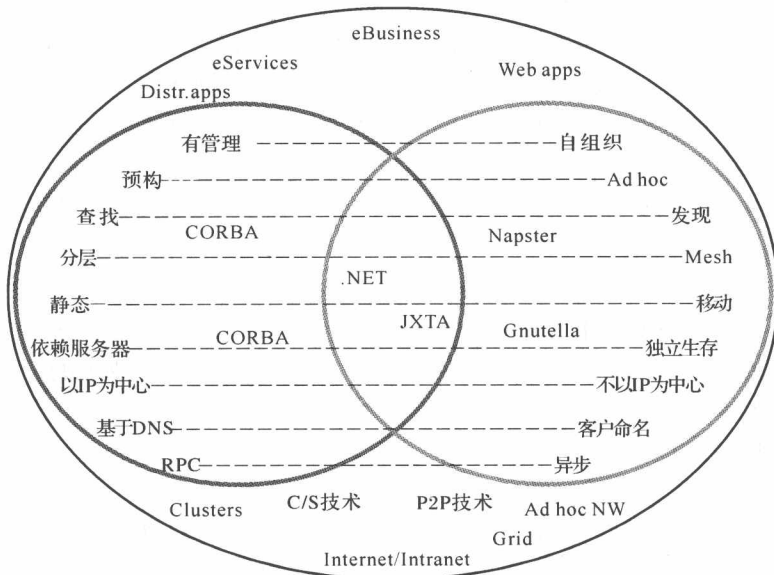 eBusiness
eServices
Web apps
Distr.apps
有管理 自组织
预构 Ad hoc
查找 发现
CORBA Napster
分层 Mesh
.NET
静态 移动
JXTA
依赖服务器 CORBA Gnutella 独立生存
以IP为中心 不以IP为中心
基于DNS 客户命名
RPC 异步
Clusters C/S技术 P2P技术 Ad hoc NW
Grid
Internet/Intranet